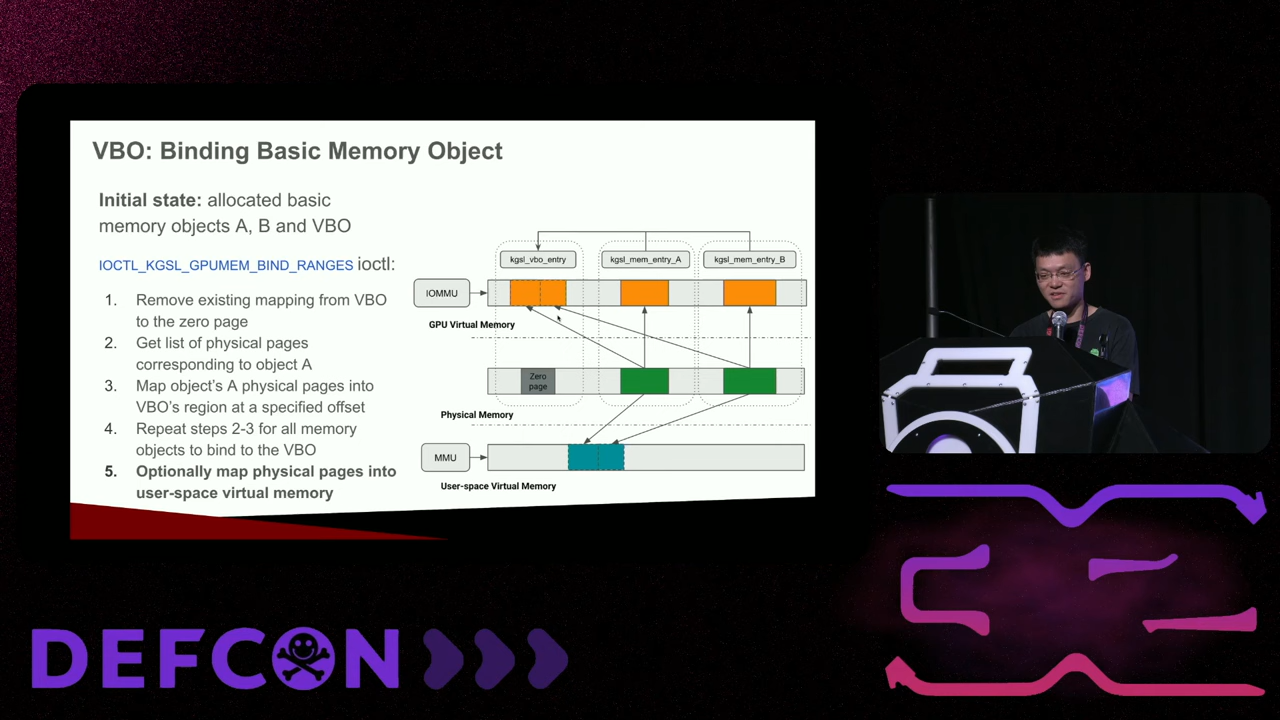 VBO: Binding Basic Memory Object
Initial state: allocated basic
memory objects A, B and VBO
IOCTL_KGSL_GPUMEM_BIND_RANGES ioctl:
1. Remove existing mapping from VBO
to the zero page
2. Get list of physical pages
corresponding to object A
3. Map object's A physical pages into
VBO's region at a specified offset
4. Repeat steps 2-3 for all memory
objects to bind to the VBO
5. Optionally map physical pages into
user-space virtual memory
kgsl_vbo_entry
kgsl_mem_entry_A
kgsl_mem_entry_B
IOMMU
GPU Virtual Memory
Zero
page
Physical Memory
MMU
User-space Virtual Memory
DEFCON